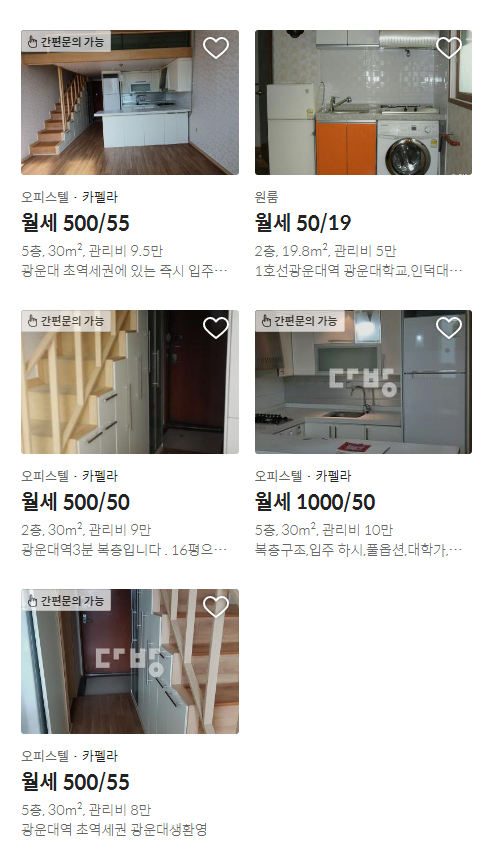 간편문의 가능
오피스텔 · 카펠라
월세 500/55
5층, 30m², 관리비 9.5만
광운대 초역세권에 있는 즉시 입주…
원룸
월세 50/19
2층, 19.8m², 관리비 5만
1호선광운대역 광운대학교,인덕대…
간편문의 가능
오피스텔 · 카펠라
월세 500/50
2층, 30m², 관리비 9만
광운대역3분 복층입니다 . 16평으…
간편문의 가능
다방
오피스텔 · 카펠라
월세 1000/50
5층, 30m², 관리비 10만
복층구조,입주 하시,풀옵션,대학가,…
간편문의 가능
다방
오피스텔 · 카펠라
월세 500/55
5층, 30m², 관리비 8만
광운대역 초역세권 광운대생환영